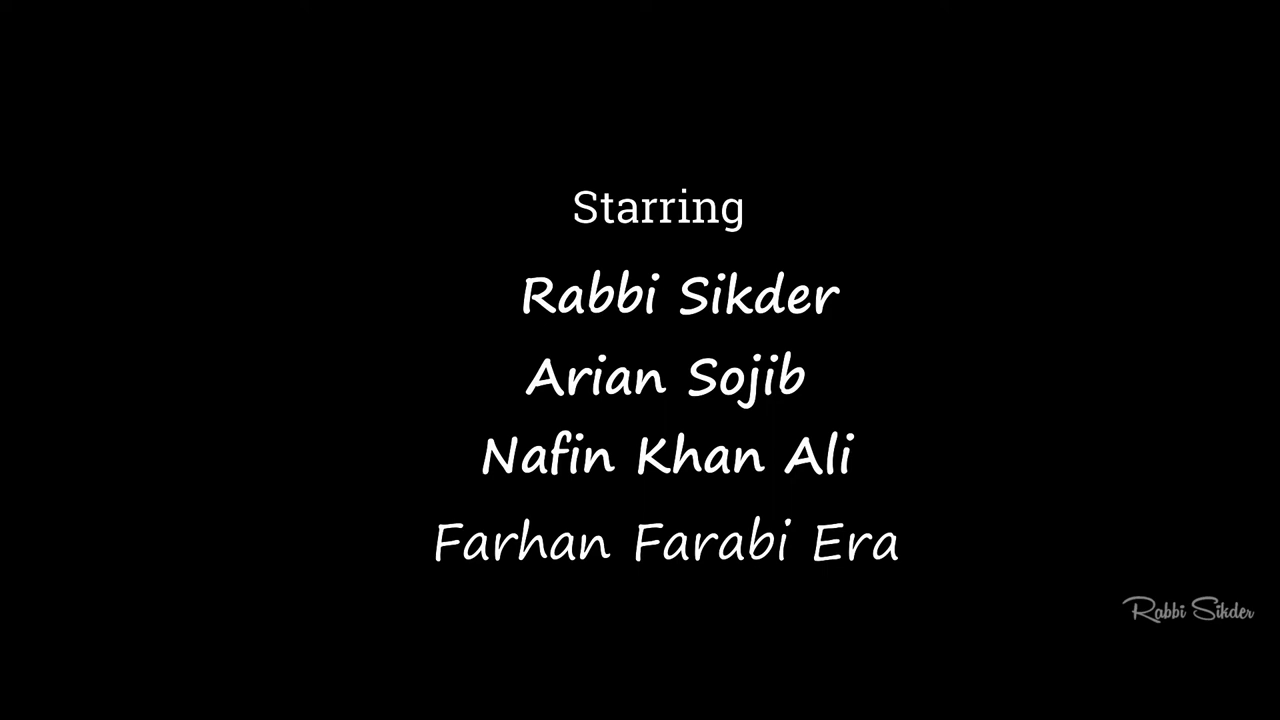 Starring
Rabbi Sikder
Arian Sojib
Nafin Khan Ali
Farhan Farabi Era
Rabbi Sikder